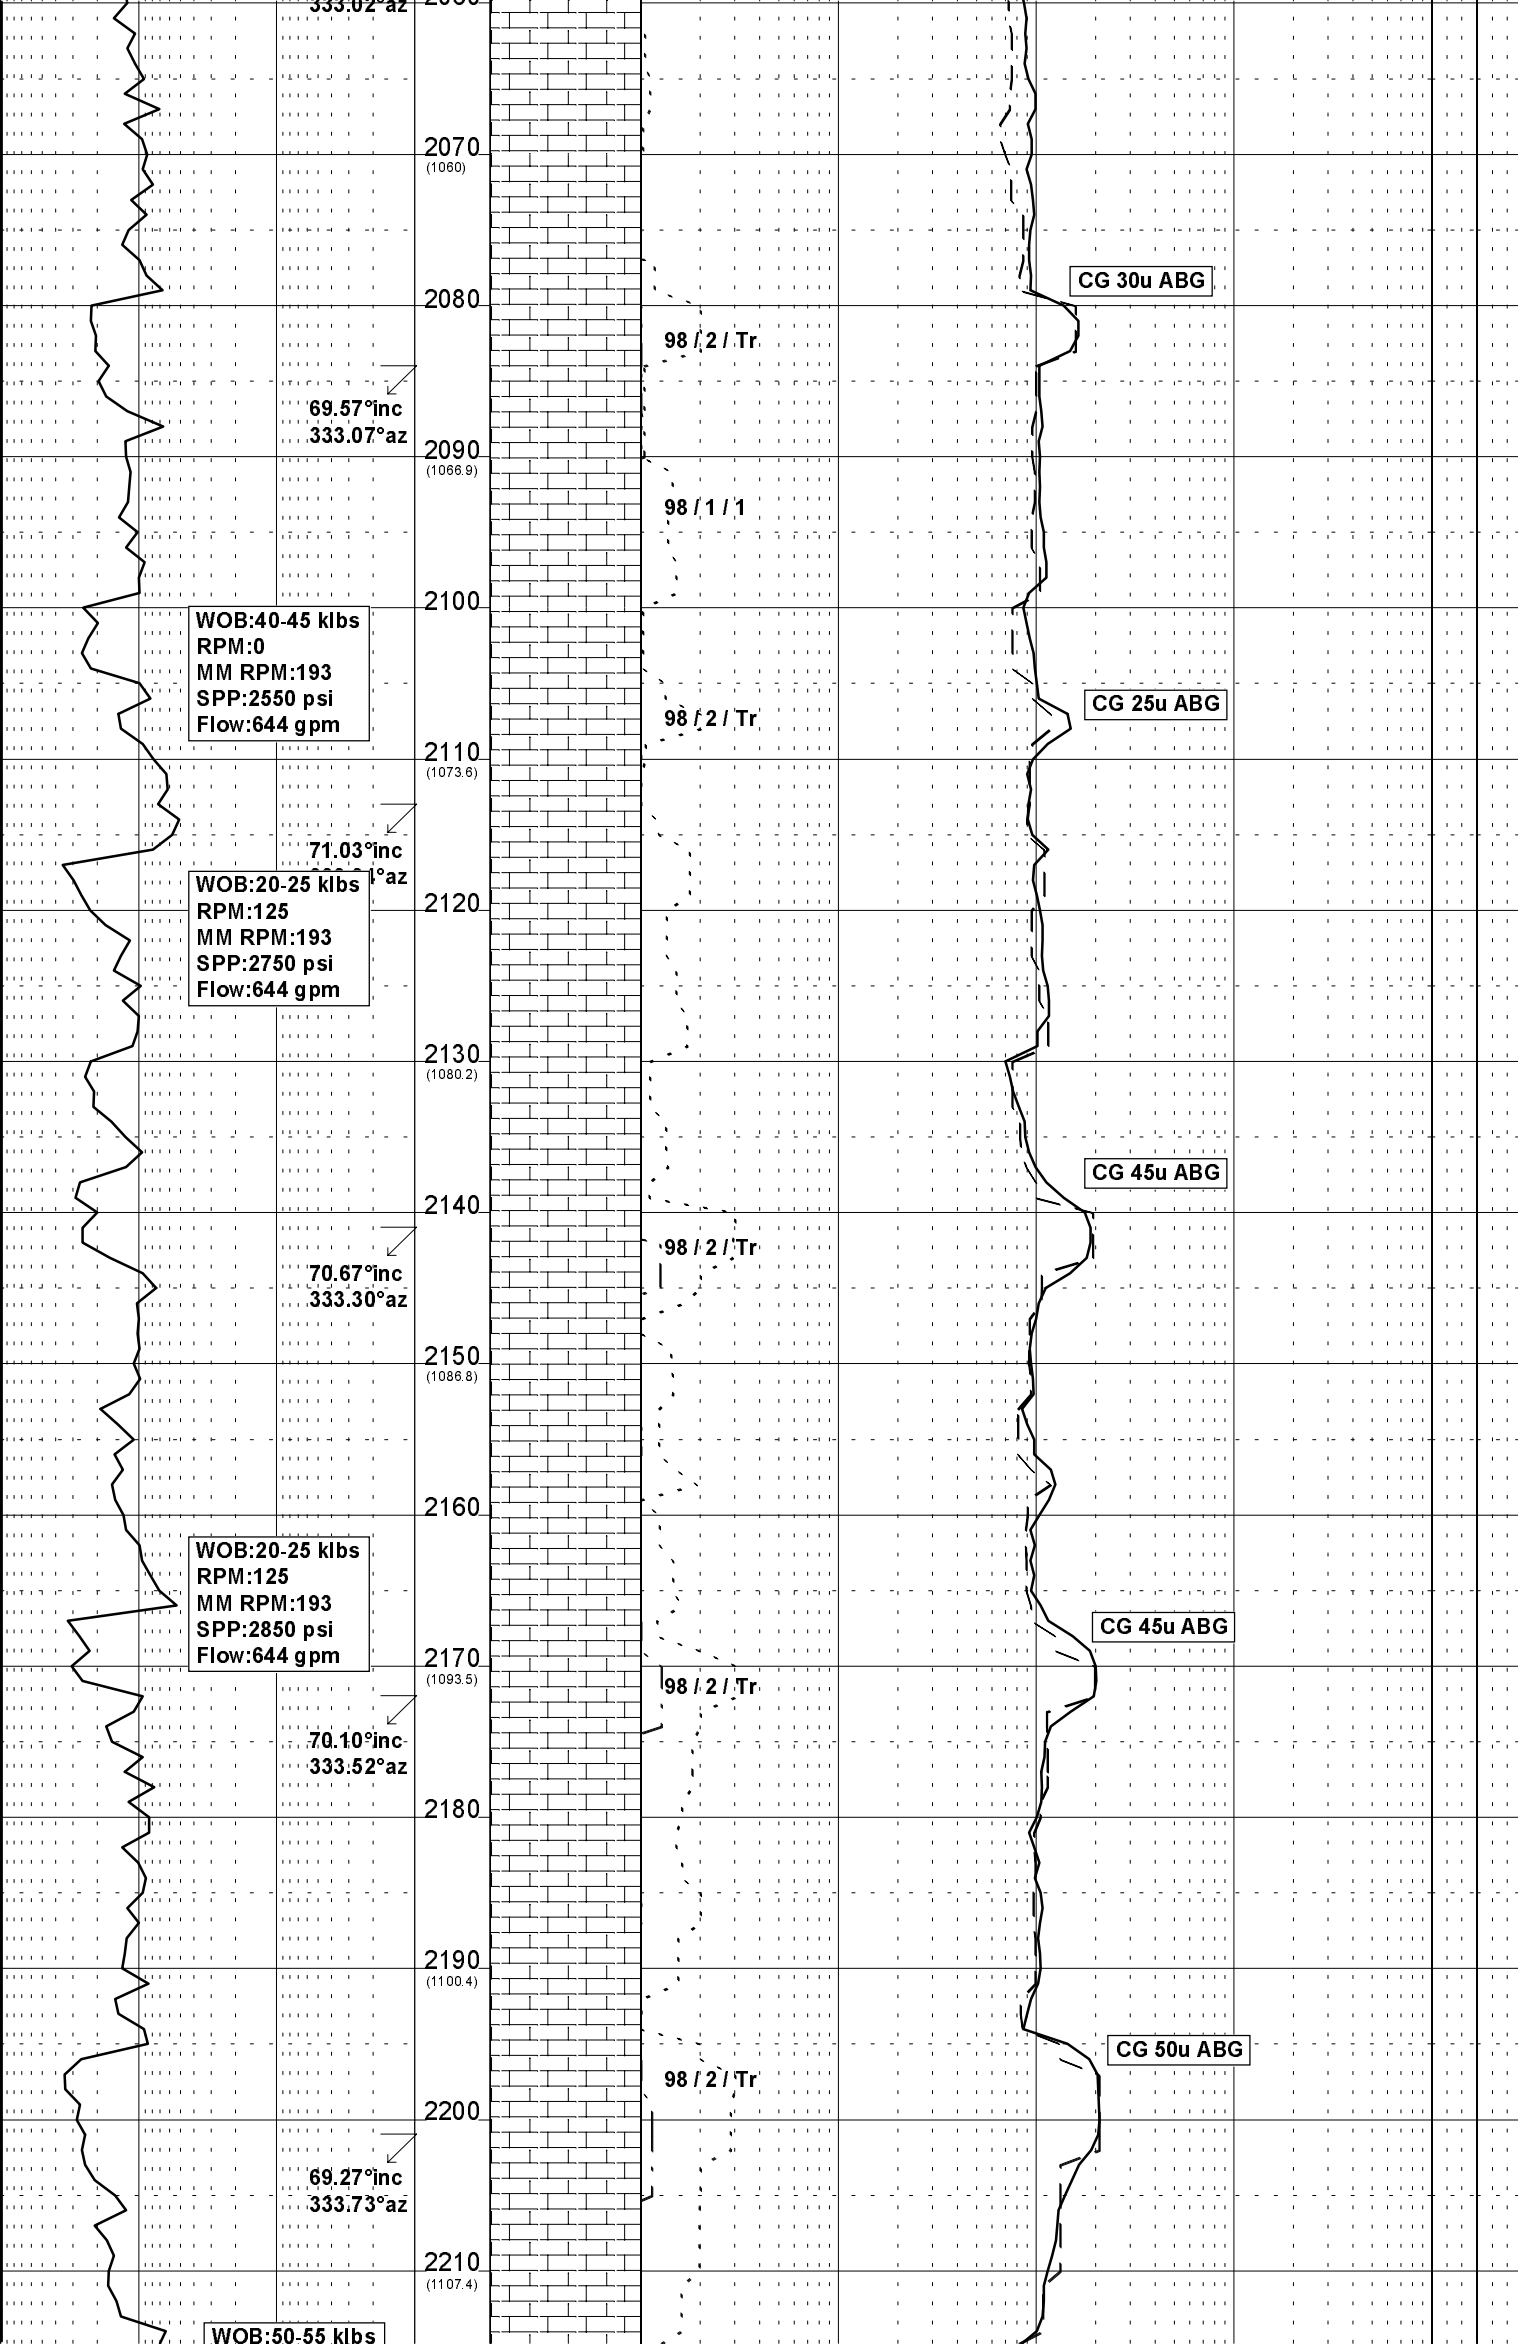 333.02°az
2070
(1060)
CG 30u ABG
2080
98 / 2 / Tr
69.57°inc
333.07°az
2090
(1066.9)
98 / 1 / 1
2100
WOB:40-45 klbs
RPM:0
MM RPM:193
SPP:2550 psi
Flow:644 gpm
CG 25u ABG
98 / 2 / Tr
2110
(1073.6)
71.03°inc
°az
WOB:20-25 klbs
RPM:125
MM RPM:193
SPP:2750 psi
Flow:644 gpm
2120
2130
(1080.2)
CG 45u ABG
2140
98 / 2 / Tr
70.67°inc
333.30°az
2150
(1086.8)
2160
WOB:20-25 klbs
RPM:125
MM RPM:193
SPP:2850 psi
Flow:644 gpm
CG 45u ABG
2170
(1093.5)
98 / 2 / Tr
70.10°inc
333.52°az
2180
2190
(1100.4)
CG 50u ABG
98 / 2 / Tr
2200
69.27°inc
333.73°az
2210
(1107.4)
WOB:50-55 klbs